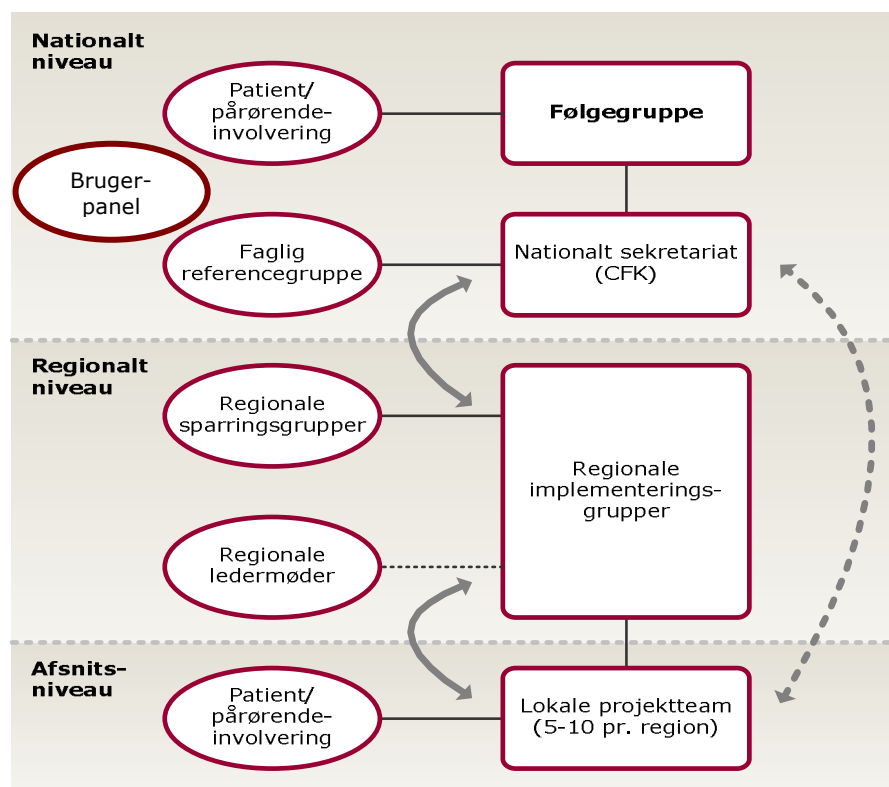 Nationalt
niveau
Patient/
pårørende-
involvering
Følgegruppe
Bruger-
panel
Faglig
referencegruppe
Nationalt sekretariat
(CFK)
Regionalt
niveau
Regionale
sparringsgrupper
Regionale
implementerings-
grupper
Regionale
ledermøder
Afsnits-
niveau
Patient/
pårørende-
involvering
Lokale projektteam
(5-10 pr. region)